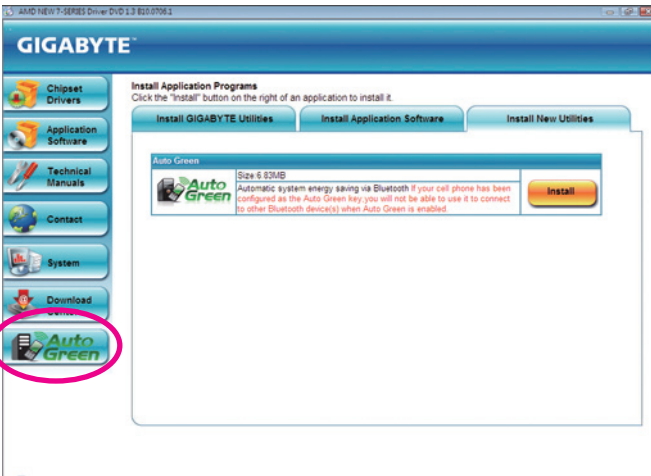 AMD NEW 7-SERIES Driver DVD 1.3 B10.0706.1
GIGABYTE™
Chipset
Drivers
Application
Software
Technical
Manuals
Contact
System
Download
Center
Auto
Green
Install Application Programs
Click the "Install" button on the right of an application to install it.
Install GIGABYTE Utilities
Install Application Software
Install New Utilities
Auto Green
Auto
Green
Size:6.83MB
Automatic system energy saving via Bluetooth If your cell phone has been
configured as the Auto Green key,you will not be able to use it to connect
to other Bluetooth device(s) when Auto Green is enabled.
Install